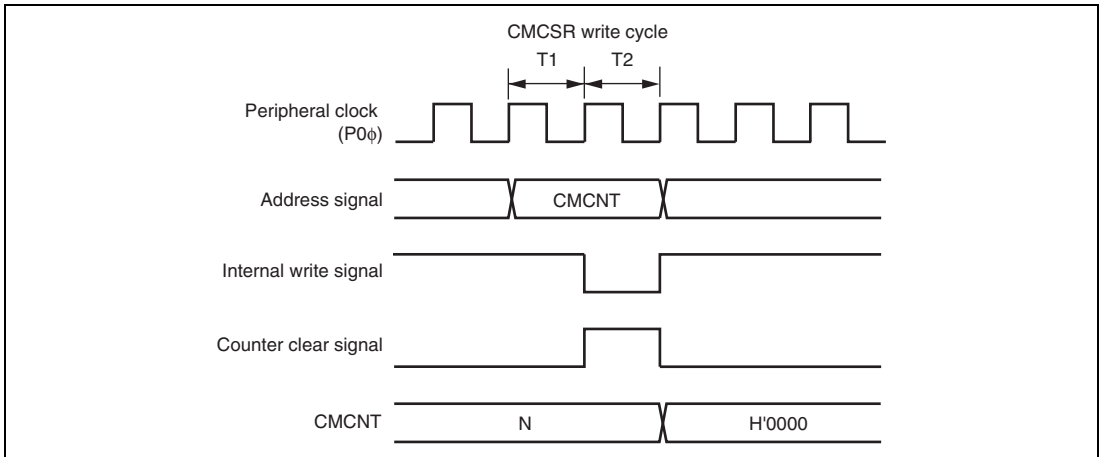 CMCSR write cycle
T1 T2
Peripheral clock
(P0ϕ)
Address signal CMCNT
Internal write signal
Counter clear signal
CMCNT N H'0000